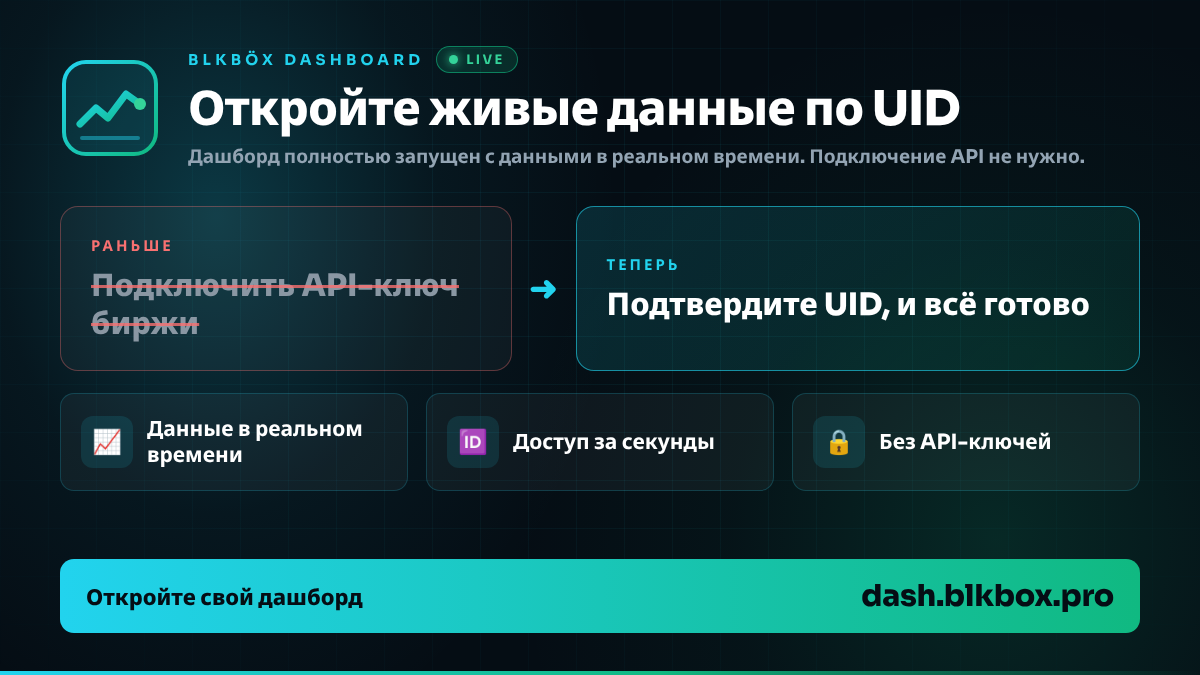 BLKBÖX DASHBOARD
LIVE
Откройте живые данные по UID
Дашборд полностью запущен с данными в реальном времени. Подключение API не нужно.
РАНЬШЕ
Подключить API-ключ
биржи
ТЕПЕРЬ
Подтвердите UID, и всё готово
Данные в реальном
времени
ID
Доступ за секунды
Без API-ключей
Откройте свой дашборд
dash.blkbox.pro